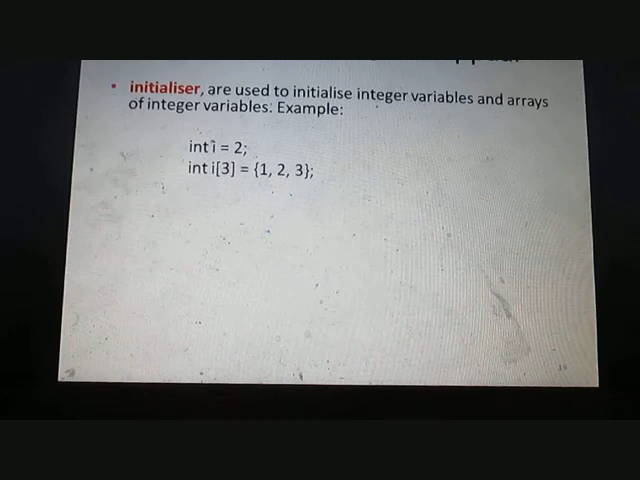 • initialiser, are used to initialise integer variables and arrays
of integer variables. Example:
int i = 2;
int i[3] = {1, 2, 3};